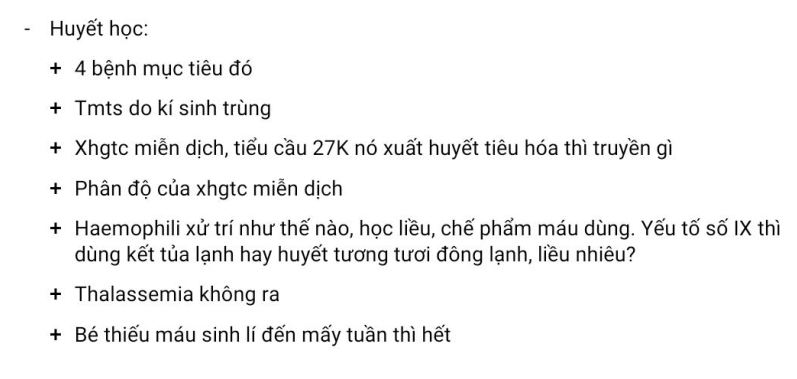 - Huyết học:
+ 4 bệnh mục tiêu đó
+ Tmts do kí sinh trùng
+ Xhgtc miễn dịch, tiểu cầu 27K nó xuất huyết tiêu hóa thì truyền gì
+ Phân độ của xhgtc miễn dịch
+ Haemophili xử trí như thế nào, học liều, chế phẩm máu dùng. Yếu tố số IX thì
dùng kết tủa lạnh hay huyết tương tươi đông lạnh, liều nhiêu?
+ Thalassemia không ra
+ Bé thiếu máu sinh lí đến mấy tuần thì hết